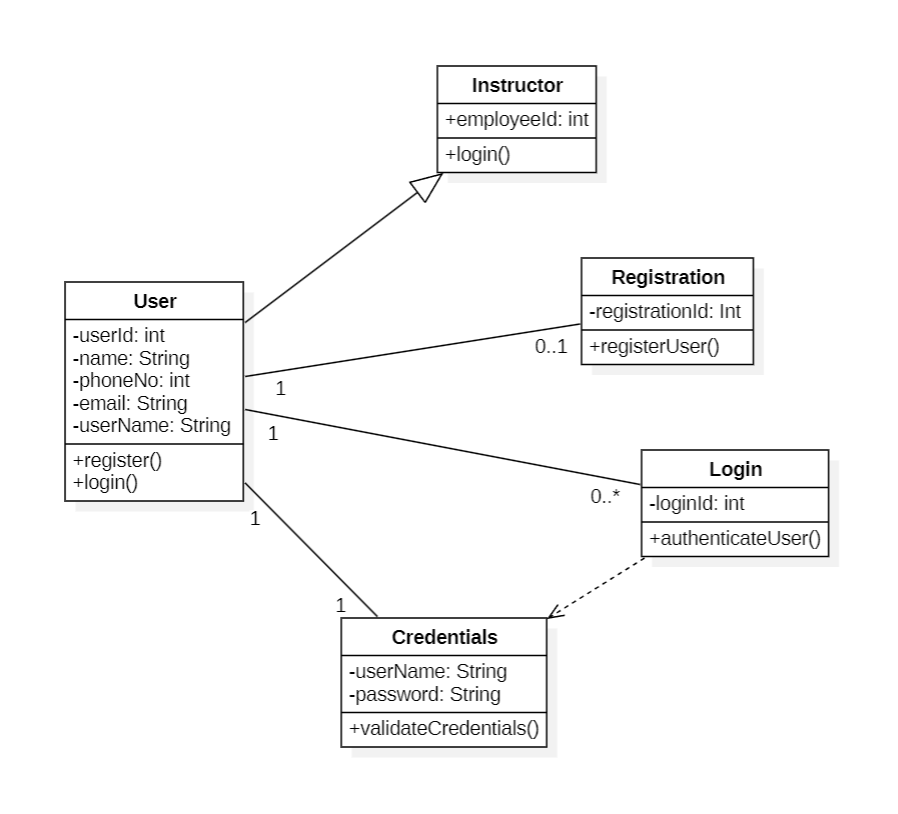 Instructor
+employeeId: int
+login()
Registration
-registrationId: Int
+registerUser()
0..1
1
User
-userId: int
-name: String
-phoneNo: int
-email: String
-userName: String
+register()
+login()
1
0..*
Login
-loginId: int
+authenticateUser()
1
1
Credentials
-userName: String
-password: String
+validateCredentials()